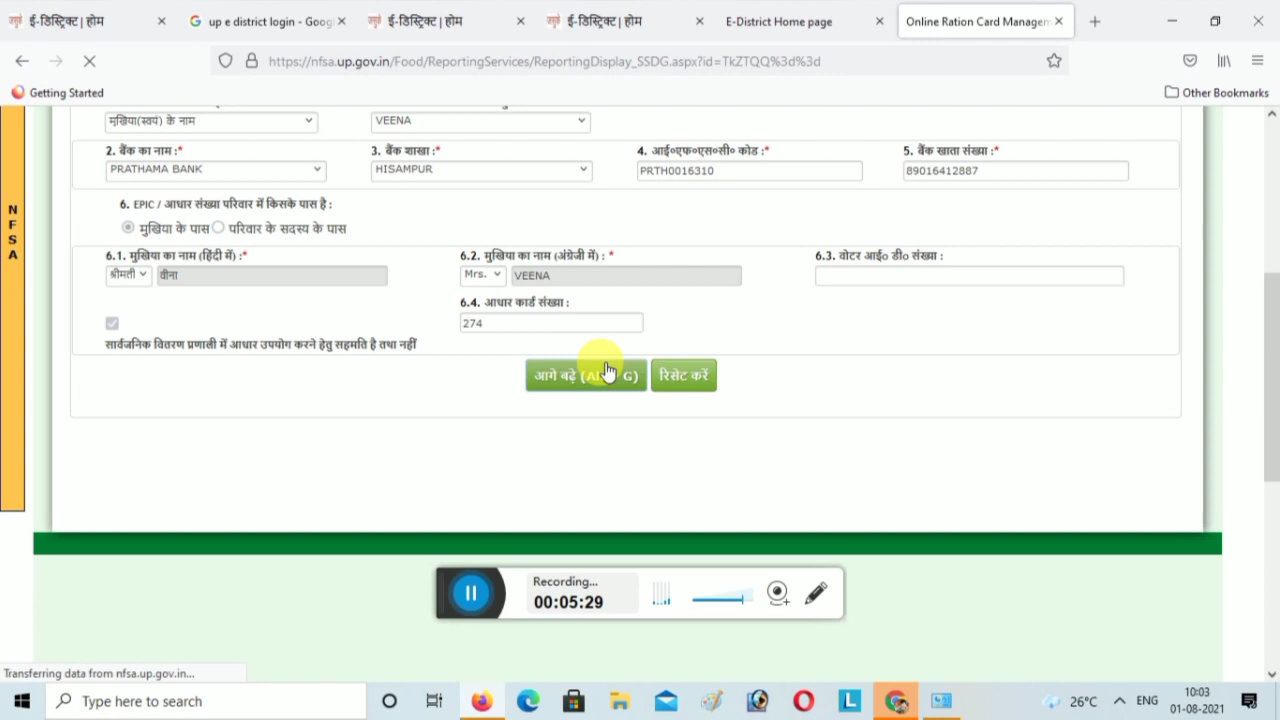 ई-डिस्ट्रिक्ट | होम
up e district login - Goog
ई-डिस्ट्रिक्ट | होम
ई-डिस्ट्रिक्ट | होम
E-District Home page
Online Ration Card Managem
https://nfsa.up.gov.in/Food/ReportingServices/ReportingDisplay_SSDG.aspx?id=TkZTQQ%3d%3d
Getting Started
Other Bookmarks
मुखिया(स्वयं) के नाम
VEENA
2. बैंक का नाम :*
3. बैंक शाखा :*
4. आई०एफ०एस०सी० कोड :*
5. बैंक खाता संख्या :*
PRATHAMA BANK
HISAMPUR
PRTH0016310
89016412887
N
F
S
A
6. EPIC / आधार संख्या परिवार में किसके पास है :
मुखिया के पास परिवार के सदस्य के पास
6.1. मुखिया का नाम (हिंदी में) :*
6.2. मुखिया का नाम (अंग्रेजी में) : *
6.3. वोटर आई० डी० संख्या :
श्रीमती
वीना
Mrs.
VEENA
6.4. आधार कार्ड संख्या :
274
सार्वजनिक वितरण प्रणाली में आधार उपयोग करने हेतु सहमति है तथा नहीं
आगे बढ़े
G)
रिसेट करें
Recording...
00:05:29
Transferring data from nfsa.up.gov.in...
Type here to search
26°C
ENG
10:03
01-08-2021